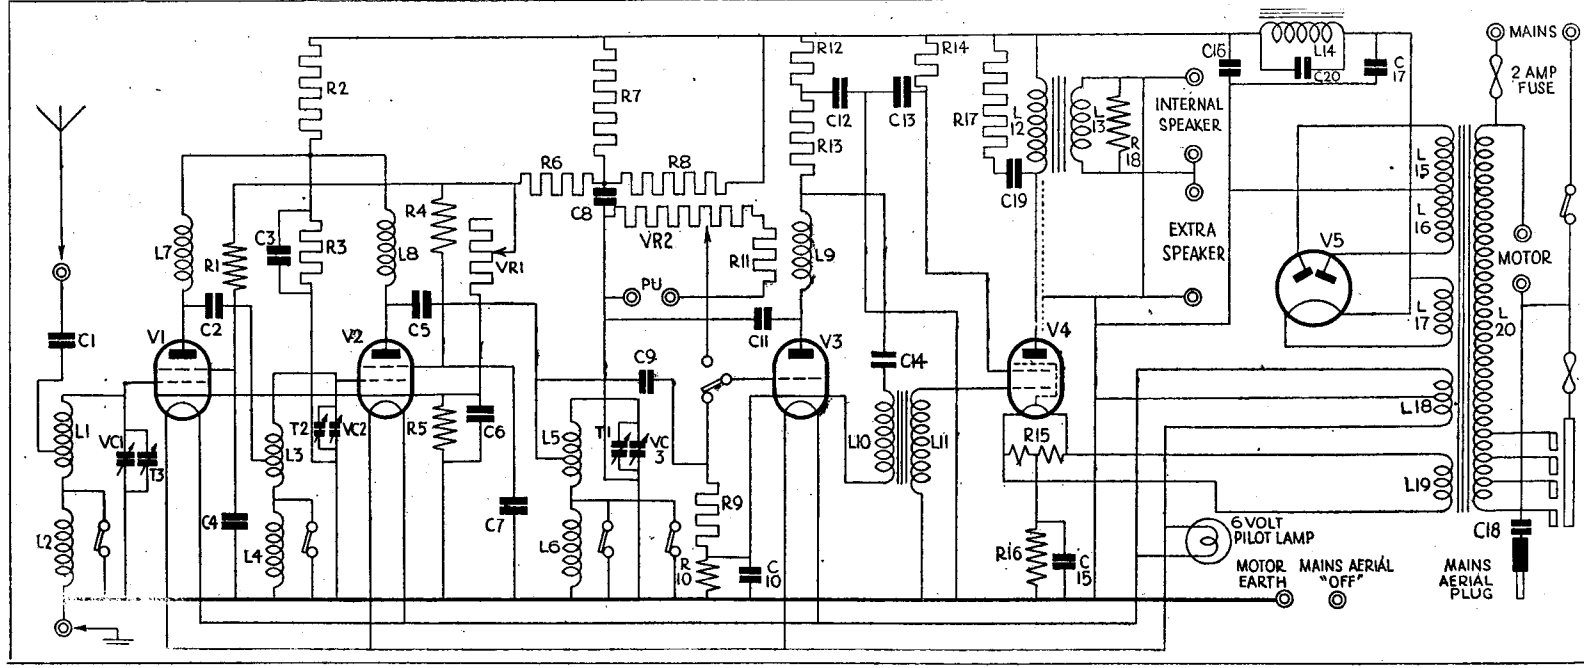 MAINS
2 AMP
FUSE
L14
C20
C16
C
17
R2
R7
R12
R14
C12
C13
R13
R17
L
12
L
13
R
18
INTERNAL
SPEAKER
R6
R8
C8
C19
L
15
L
16
R4
VR2
EXTRA
SPEAKER
V5
MOTOR
L7
R1
C3
R3
L8
VR1
R11
L9
PU
C1
C2
V1
V2
C5
C11
V3
V4
L
17
L
20
C9
C14
L1
VC1
T3
T2
VC2
L3
R5
C6
L5
T1
VC
3
L10
L11
R15
L18
L19
L2
C4
L4
C7
L6
R9
R
10
C
10
R16
C
15
6 VOLT
PILOT LAMP
C18
MOTOR
EARTH
MAINS AERIAL
"OFF"
MAINS
AERIAL
PLUG